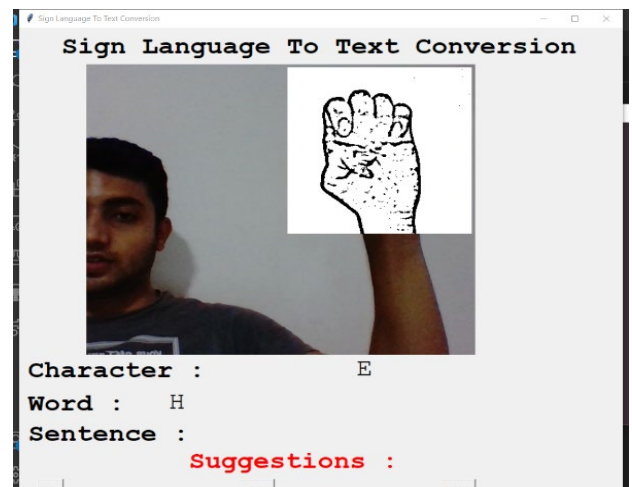 Sign Language To Text Conversion
Sign Language To Text Conversion
Character : E
Word : H
Sentence :
Suggestions :